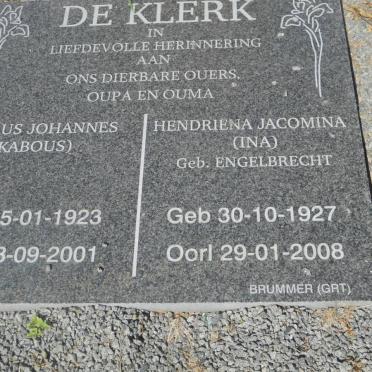 DE KLERK
IN
LIEFDEVOLLE HERINNERING
AAN
ONS DIERBARE OUERS,
OUPA EN OUMA
US JOHANNES
KABOUS)
5-01-1923
3-09-2001
HENDRIENA JACOMINA
(INA)
Geb. ENGELBRECHT
Geb 30-10-1927
Oorl 29-01-2008
BRUMMER (GRT)